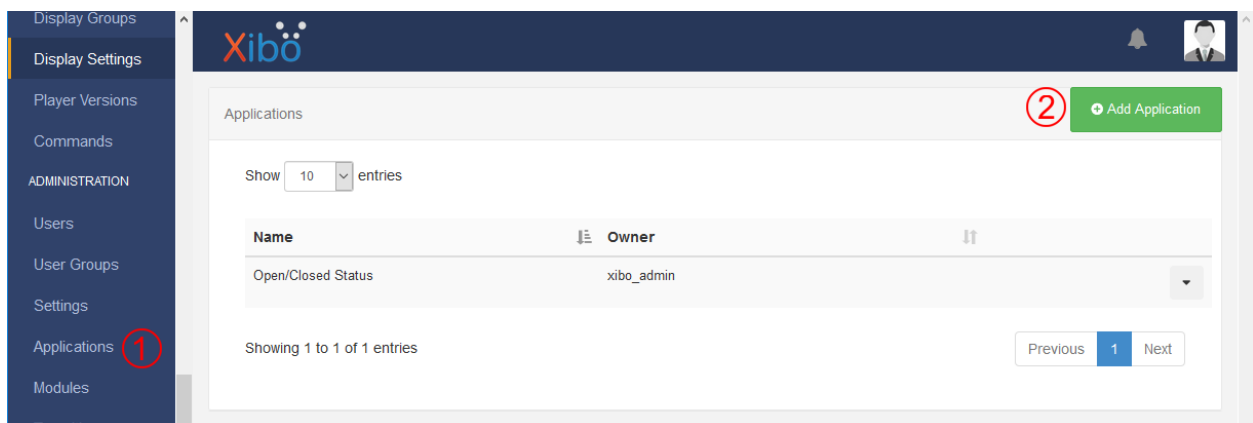 Display Groups
Display Settings
Player Versions
Commands
ADMINISTRATION
Users
User Groups
Settings
Applications 1
Modules
Xibo
Applications
2 Add Application
Show 10 entries
Name Owner
Open/Closed Status xibo_admin
Showing 1 to 1 of 1 entries
Previous 1 Next